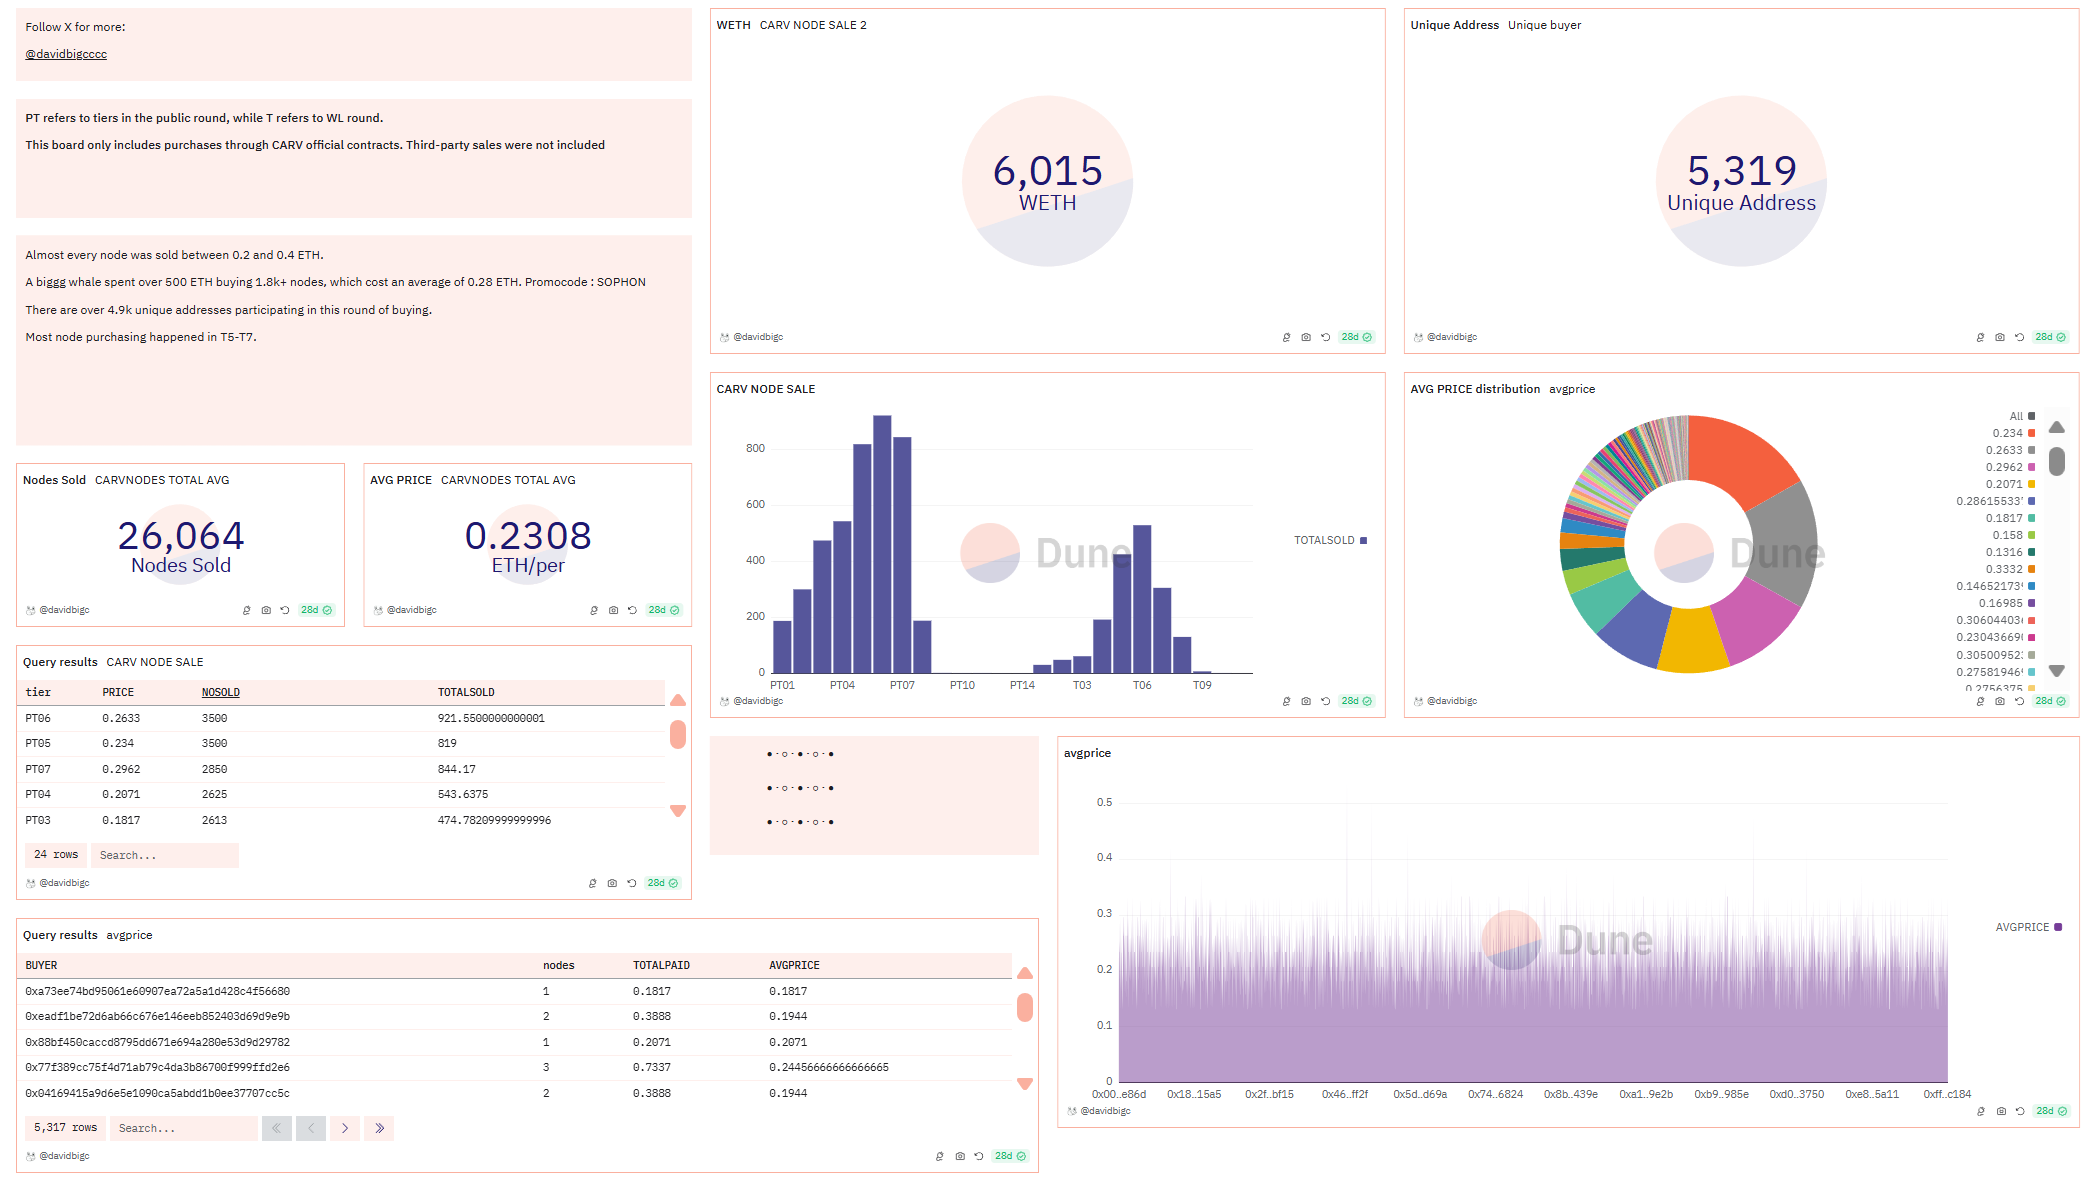 Follow X for more:
@davidbigcccc
PT refers to tiers in the public round, while T refers to WL round.
This board only includes purchases through CARV official contracts. Third-party sales were not included
Almost every node was sold between 0.2 and 0.4 ETH.
A biggg whale spent over 500 ETH buying 1.8k+ nodes, which cost an average of 0.28 ETH. Promocode : SOPHON
There are over 4.9k unique addresses participating in this round of buying.
Most node purchasing happened in T5-T7.
WETH CARV NODE SALE 2
6,015
WETH
@davidbigc
28d
Unique Address Unique buyer
5,319
Unique Address
@davidbigc
28d
Nodes Sold CARVNODES TOTAL AVG
26,064
Nodes Sold
@davidbigc
28d
AVG PRICE CARVNODES TOTAL AVG
0.2308
ETH/per
@davidbigc
28d
CARV NODE SALE
800
600
400
200
0
PT01 PT04 PT07 PT10 PT14 T03 T06 T09
Dune
TOTALSOLD
@davidbigc
28d
AVG PRICE distribution avgprice
Dune
All
0.234
0.2633
0.2962
0.2071
0.28615533
0.1817
0.158
0.1316
0.3332
0.14652173
0.16985
0.30604403
0.23043669
0.30500952
0.27581946
0.2756375
@davidbigc
28d
Query results CARV NODE SALE
tier PRICE NOSOLD TOTALSOLD
PT06 0.2633 3500 921.5500000000001
PT05 0.234 3500 819
PT07 0.2962 2850 844.17
PT04 0.2071 2625 543.6375
PT03 0.1817 2613 474.78209999999996
24 rows Search...
@davidbigc
28d
avgprice
0.5
0.4
0.3
0.2
0.1
0
0x00..e86d 0x18..15a5 0x2f..bf15 0x46..ff2f 0x5d..d69a 0x74..6824 0x8b..439e 0xa1..9e2b 0xb9..985e 0xd0..3750 0xe8..5a11 0xff..c184
Dune
AVGPRICE
@davidbigc
28d
Query results avgprice
BUYER nodes TOTALPAID AVGPRICE
0xa73ee74bd95061e60907ea72a5a1d428c4f56680 1 0.1817 0.1817
0xeadf1be72d6ab66c676e146eeb852403d69d9e9b 2 0.3888 0.1944
0x88bf450caccd8795dd671e694a280e53d9d29782 1 0.2071 0.2071
0x77f389cc75f4d71ab79c4da3b86700f999ffd2e6 3 0.7337 0.24456666666666665
0x04169415a9d6e5e1090ca5abdd1b0ee37707cc5c 2 0.3888 0.1944
5,317 rows Search...
@davidbigc
28d